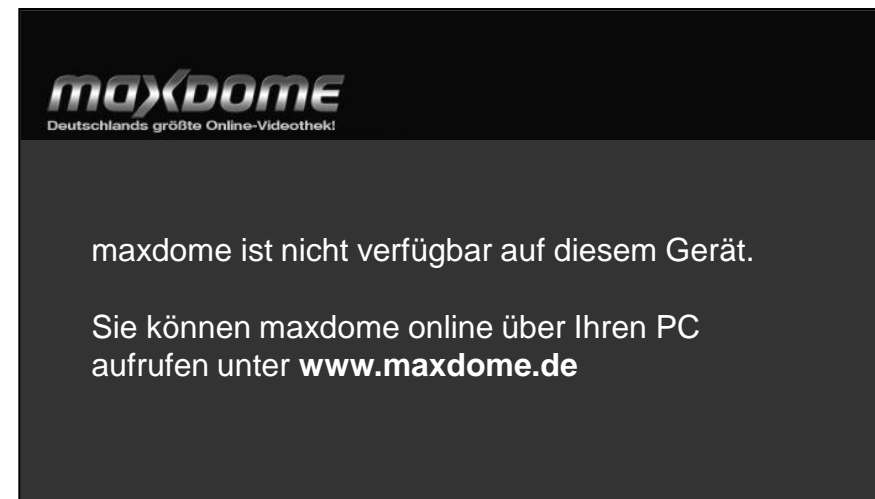 maxdome
Deutschlands größte Online-Videothek!
maxdome ist nicht verfügbar auf diesem Gerät.
Sie können maxdome online über Ihren PC
aufrufen unter www.maxdome.de